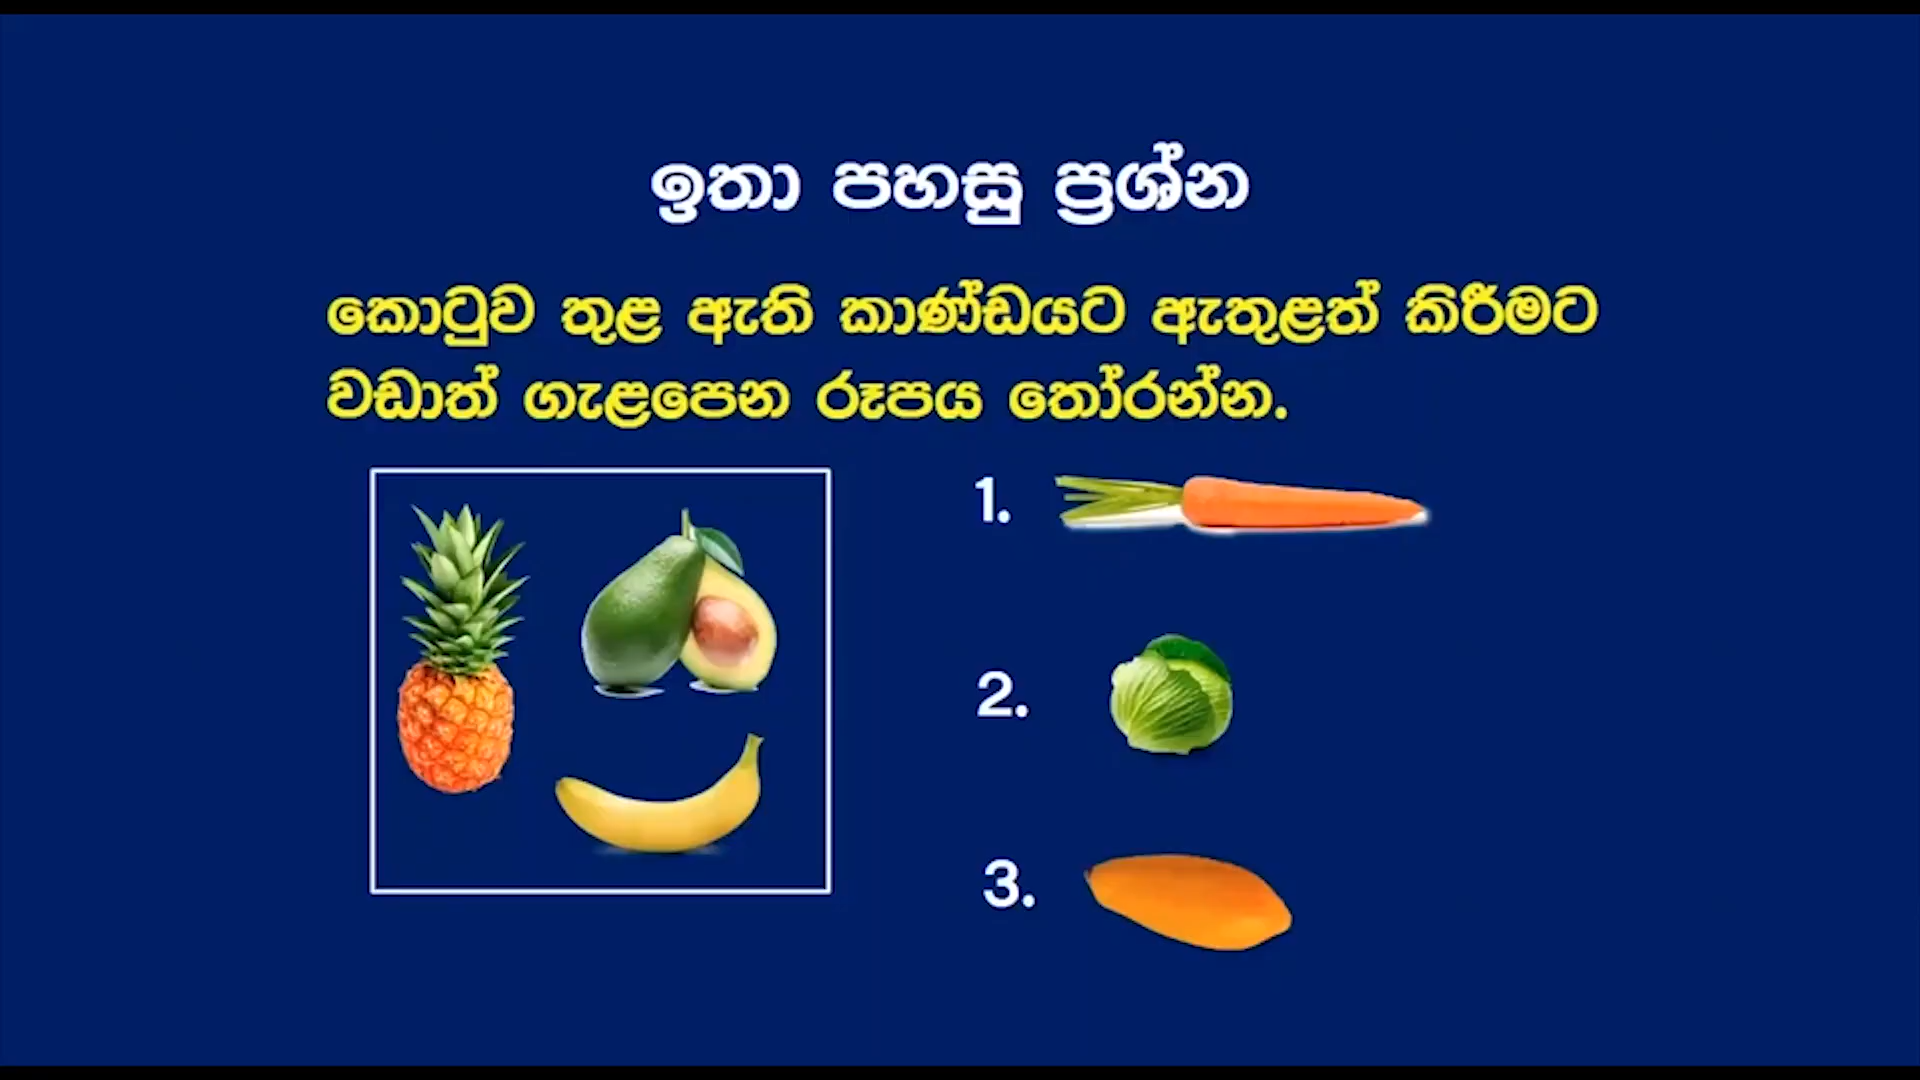 ඉතා පහසු ප්‍රශ්න
කොටුව තුළ ඇති කාණ්ඩයට ඇතුළත් කිරීමට
වඩාත් ගැළපෙන රූපය තෝරන්න.
1.
2.
3.